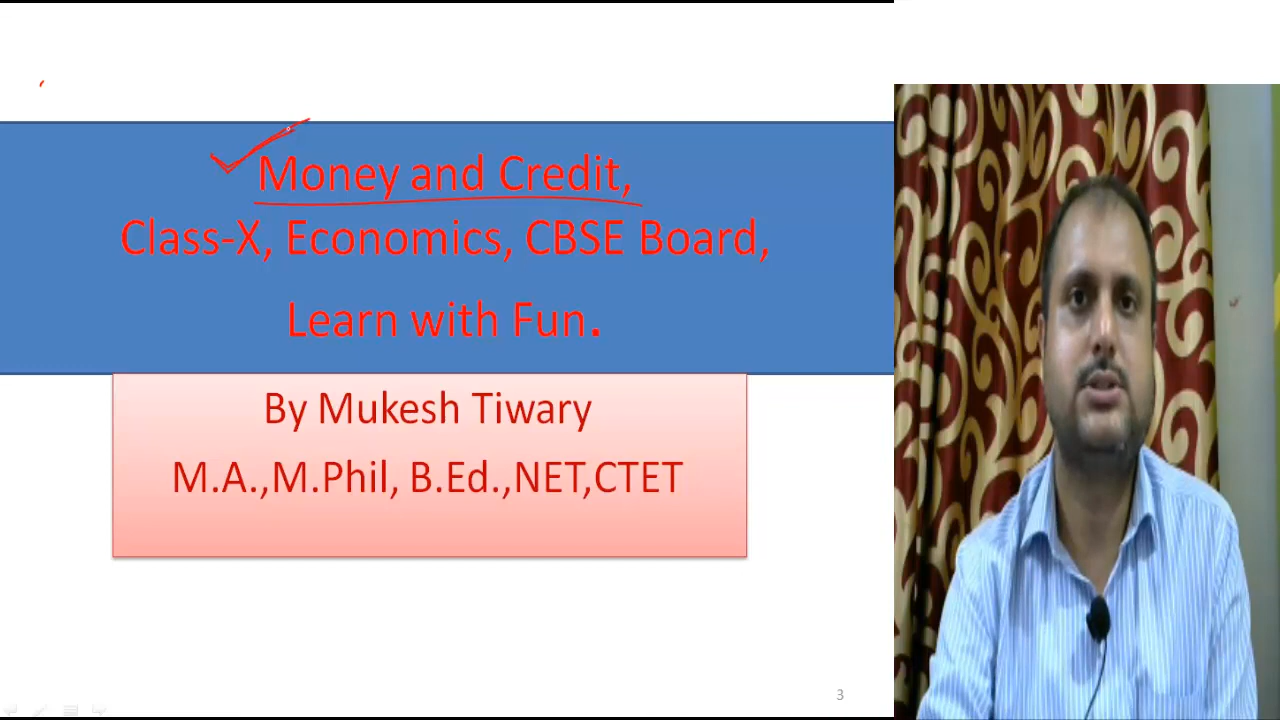 Money and Credit,
Class-X, Economics, CBSE Board,
Learn with Fun.
By Mukesh Tiwary
M.A.,M.Phil, B.Ed.,NET,CTET
3